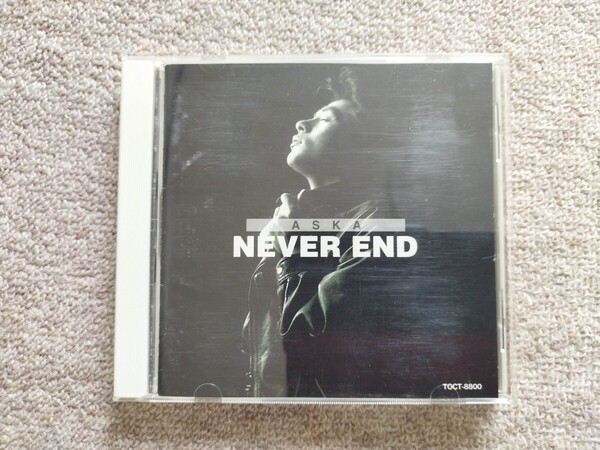 ASKA
NEVER END
TOCT-8800